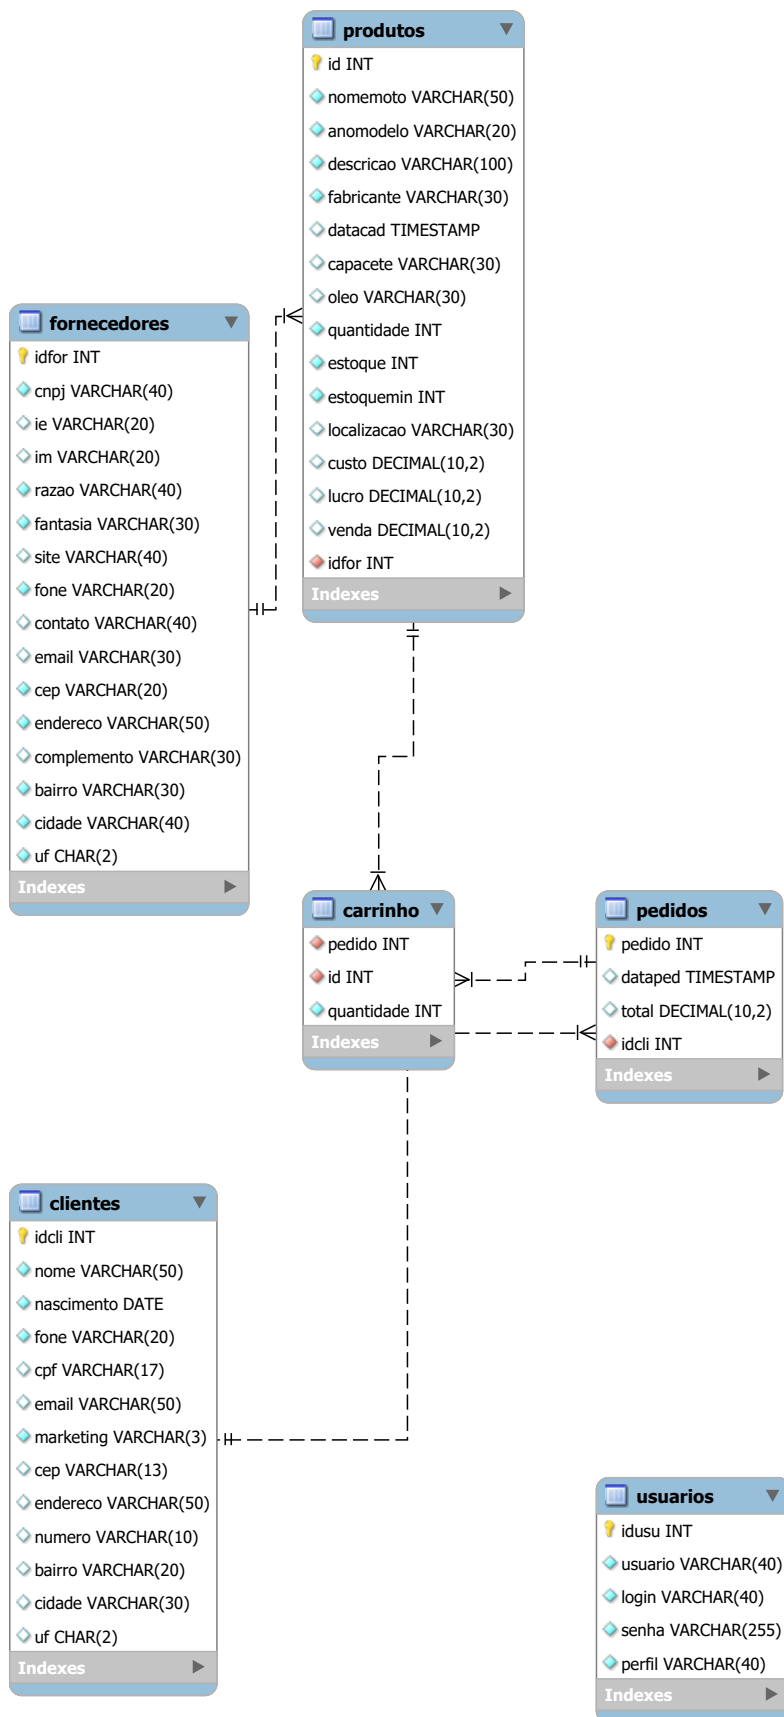 produtos
id INT
nomemoto VARCHAR(50)
anomodelo VARCHAR(20)
descricao VARCHAR(100)
fabricante VARCHAR(30)
datacad TIMESTAMP
capacete VARCHAR(30)
oleo VARCHAR(30)
quantidade INT
estoque INT
estoquemin INT
localizacao VARCHAR(30)
custo DECIMAL(10,2)
lucro DECIMAL(10,2)
venda DECIMAL(10,2)
idfor INT
Indexes
fornecedores
idfor INT
cnpj VARCHAR(40)
ie VARCHAR(20)
im VARCHAR(20)
razao VARCHAR(40)
fantasia VARCHAR(30)
site VARCHAR(40)
fone VARCHAR(20)
contato VARCHAR(40)
email VARCHAR(30)
cep VARCHAR(20)
endereco VARCHAR(50)
complemento VARCHAR(30)
bairro VARCHAR(30)
cidade VARCHAR(40)
uf CHAR(2)
Indexes
carrinho
pedido INT
id INT
quantidade INT
Indexes
pedidos
pedido INT
dataped TIMESTAMP
total DECIMAL(10,2)
idcli INT
Indexes
clientes
idcli INT
nome VARCHAR(50)
nascimento DATE
fone VARCHAR(20)
cpf VARCHAR(17)
email VARCHAR(50)
marketing VARCHAR(3)
cep VARCHAR(13)
endereco VARCHAR(50)
numero VARCHAR(10)
bairro VARCHAR(20)
cidade VARCHAR(30)
uf CHAR(2)
Indexes
usuarios
idusu INT
usuario VARCHAR(40)
login VARCHAR(40)
senha VARCHAR(255)
perfil VARCHAR(40)
Indexes